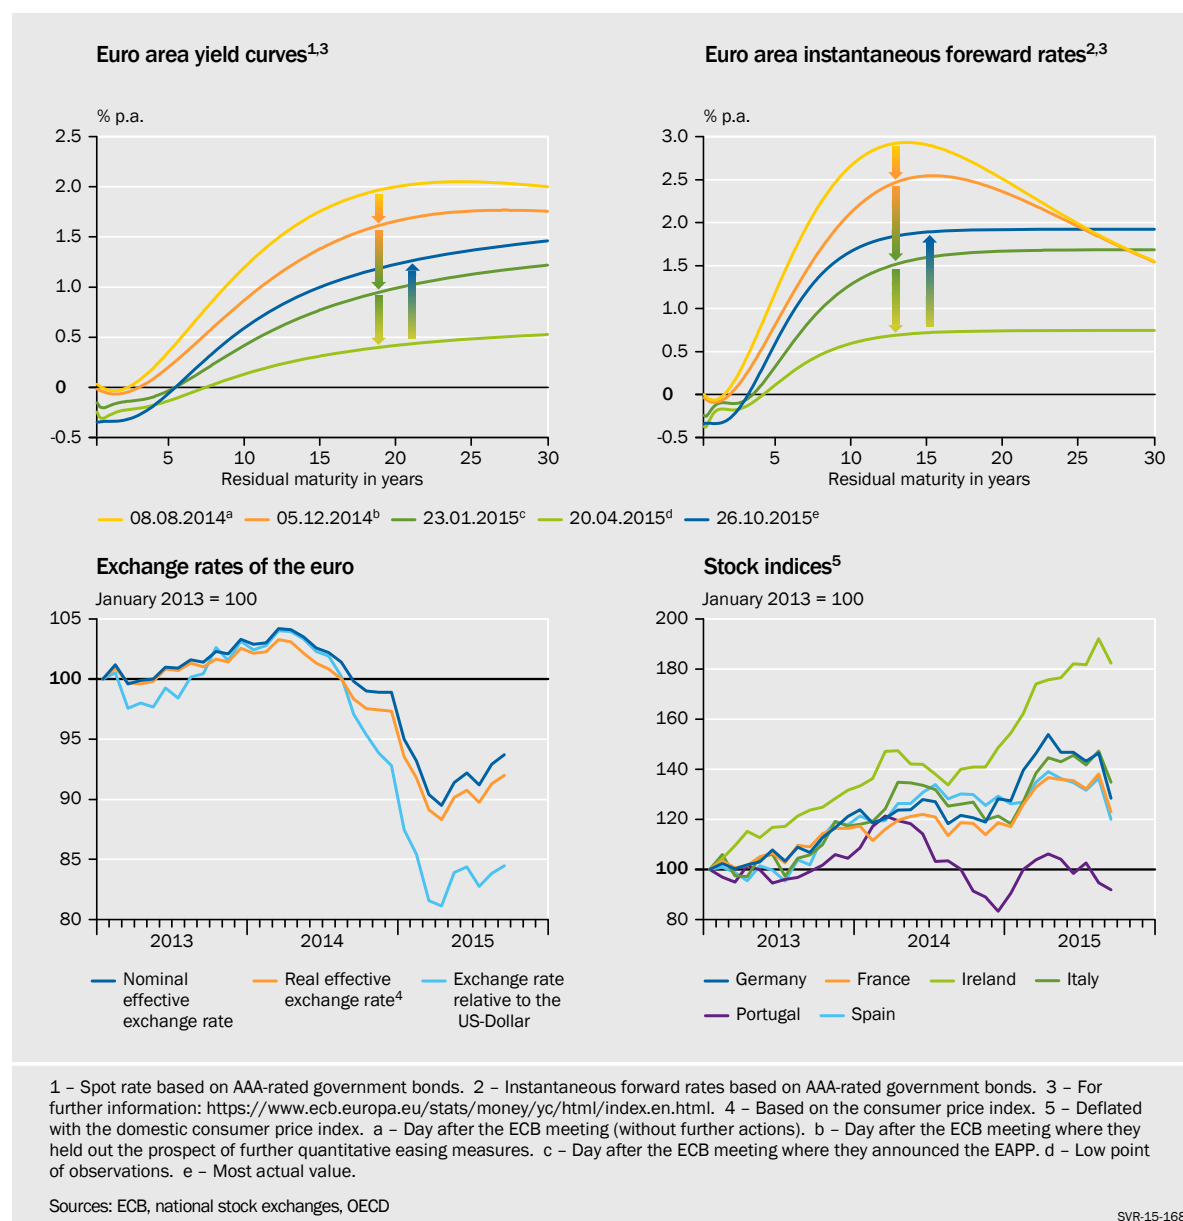 Euro area yield curves1,3
% p.a.
2.5
2.0
1.5
1.0
0.5
0
-0.5
5 10 15 20 25 30
Residual maturity in years
Euro area instantaneous foreward rates2,3
% p.a.
3.0
2.5
2.0
1.5
1.0
0.5
0
-0.5
5 10 15 20 25 30
Residual maturity in years
08.08.2014a 05.12.2014b 23.01.2015c 20.04.2015d 26.10.2015e
Exchange rates of the euro
January 2013 = 100
105
100
95
90
85
80
2013 2014 2015
Nominal
effective
exchange rate
Real effective
exchange rate4
Exchange rate
relative to the
US-Dollar
Stock indices5
January 2013 = 100
200
180
160
140
120
100
80
2013 2014 2015
Germany France Ireland Italy
Portugal Spain
1 – Spot rate based on AAA-rated government bonds. 2 – Instantaneous forward rates based on AAA-rated government bonds. 3 – For
further information: https://www.ecb.europa.eu/stats/money/yc/html/index.en.html. 4 – Based on the consumer price index. 5 – Deflated
with the domestic consumer price index. a – Day after the ECB meeting (without further actions). b – Day after the ECB meeting where they
held out the prospect of further quantitative easing measures. c – Day after the ECB meeting where they announced the EAPP. d – Low point
of observations. e – Most actual value.
Sources: ECB, national stock exchanges, OECD
SVR-15-168